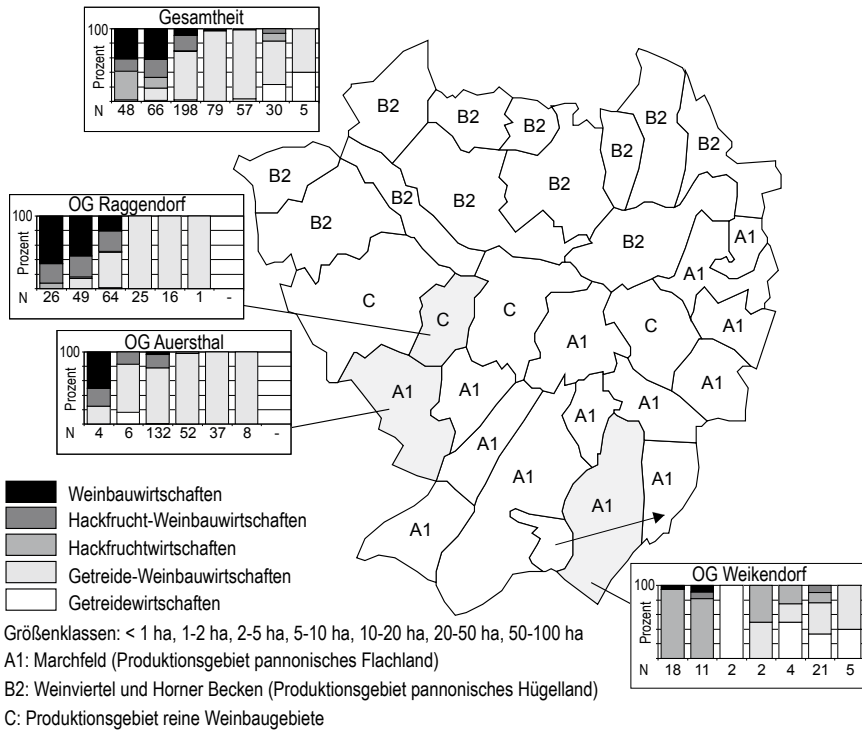 Gesamtheit
100
Prozent
N 48 66 198 79 57 30 5
OG Raggendorf
100
Prozent
N 26 49 64 25 16 1 -
OG Auersthal
100
Prozent
N 4 6 132 52 37 8 -
B2
B2
B2
B2
B2
B2
B2
B2
B2
B2
B2
B2
A1
A1
C
C
C
C
A1
A1
A1
A1
A1
A1
A1
A1
A1
A1
A1
A1
Weinbauwirtschaften
Hackfrucht-Weinbauwirtschaften
Hackfruchtwirtschaften
Getreide-Weinbauwirtschaften
Getreidewirtschaften
OG Weikendorf
100
Prozent
N 18 11 2 2 4 21 5
Größenklassen: < 1 ha, 1-2 ha, 2-5 ha, 5-10 ha, 10-20 ha, 20-50 ha, 50-100 ha
A1: Marchfeld (Produktionsgebiet pannonisches Flachland)
B2: Weinviertel und Horner Becken (Produktionsgebiet pannonisches Hügelland)
C: Produktionsgebiet reine Weinbaugebiete